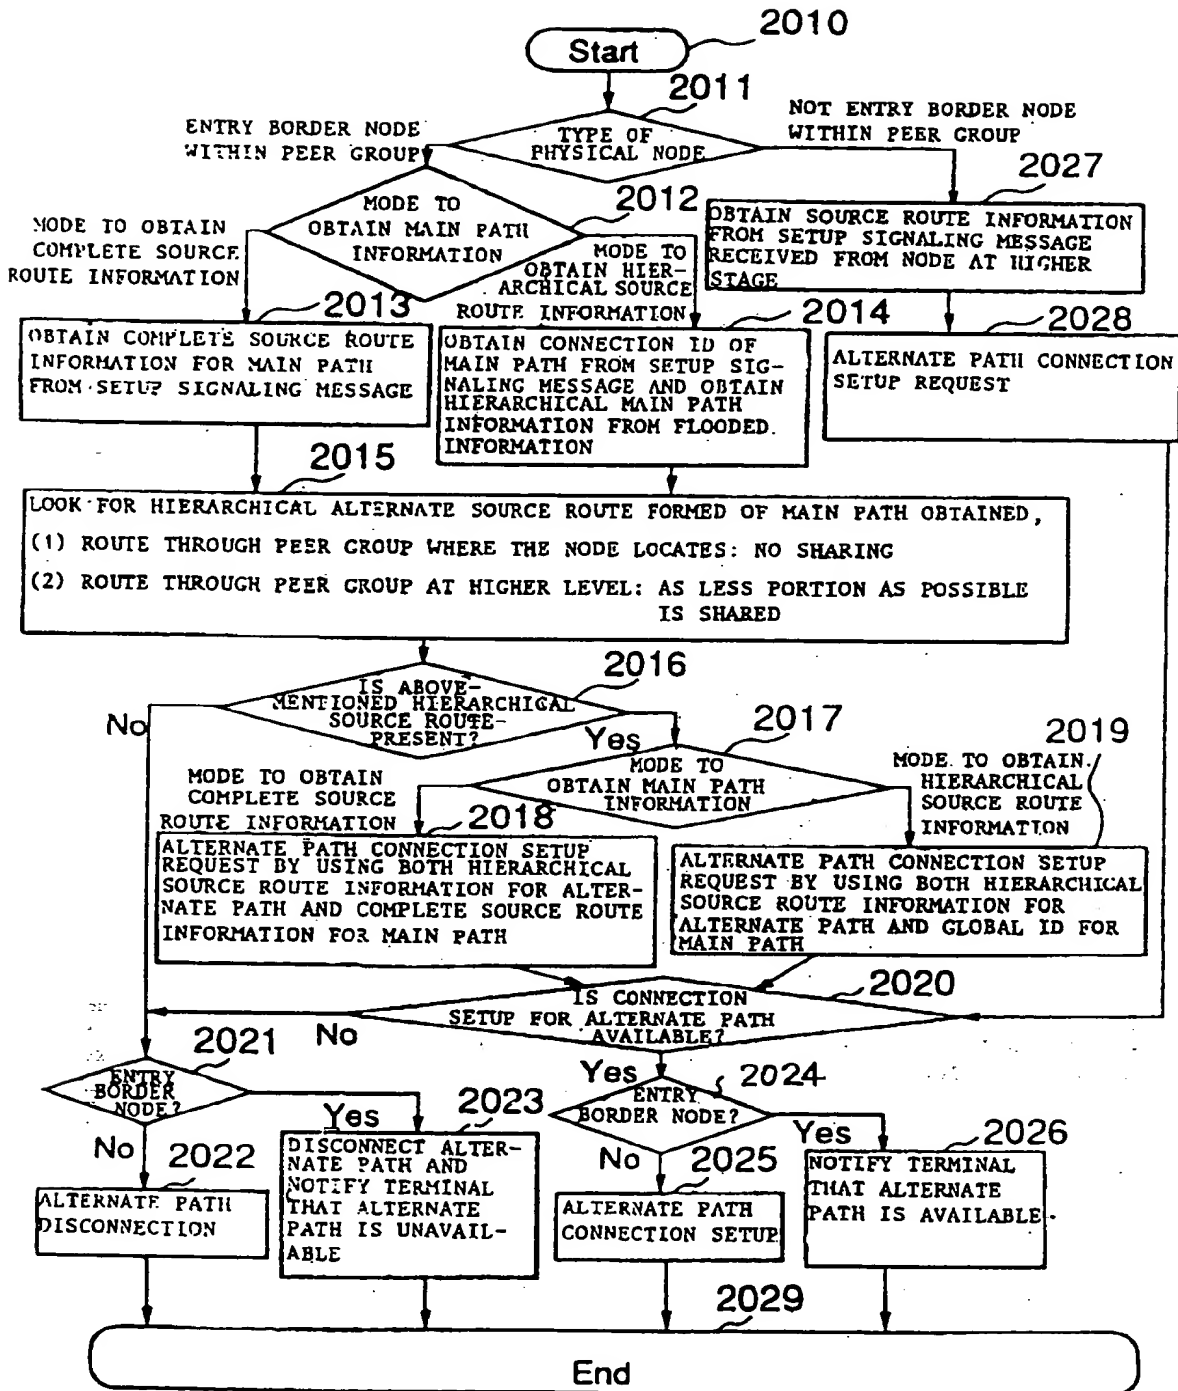 2010
Start
2011
ENTRY BORDER NODE
WITHIN PEER GROUP
TYPE OF
PHYSICAL NODE
NOT ENTRY BORDER NODE
WITHIN PEER GROUP
2012
MODE TO
OBTAIN MAIN PATH
INFORMATION
MODE TO OBTAIN
COMPLETE SOURCE
ROUTE INFORMATION
MODE TO
OBTAIN HIER-
ARCHICAL SOURCE
ROUTE INFORMATION
2027
OBTAIN SOURCE ROUTE INFORMATION
FROM SETUP SIGNALING MESSAGE
RECEIVED FROM NODE AT HIGHER
STAGE
2013
OBTAIN COMPLETE SOURCE ROUTE
INFORMATION FOR MAIN PATH
FROM SETUP SIGNALING MESSAGE
2014
OBTAIN CONNECTION ID OF
MAIN PATH FROM SETUP SIG-
NALING MESSAGE AND OBTAIN
HIERARCHICAL MAIN PATH
INFORMATION FROM FLOODED.
INFORMATION
2028
ALTERNATE PATH CONNECTION
SETUP REQUEST
2015
LOOK FOR HIERARCHICAL ALTERNATE SOURCE ROUTE FORMED OF MAIN PATH OBTAINED,
(1) ROUTE THROUGH PEER GROUP WHERE THE NODE LOCATES: NO SHARING
(2) ROUTE THROUGH PEER GROUP AT HIGHER LEVEL: AS LESS PORTION AS POSSIBLE
IS SHARED
2016
IS ABOVE-
MENTIONED HIERARCHICAL
SOURCE ROUTE-
PRESENT?
No
Yes
2017
MODE TO
OBTAIN MAIN PATH
INFORMATION
MODE TO OBTAIN
COMPLETE SOURCE
ROUTE INFORMATION
2019
MODE TO OBTAIN.
HIERARCHICAL
SOURCE ROUTE
INFORMATION
2018
ALTERNATE PATH CONNECTION SETUP
REQUEST BY USING BOTH HIERARCHICAL
SOURCE ROUTE INFORMATION FOR ALTER-
NATE PATH AND COMPLETE SOURCE ROUTE
INFORMATION FOR MAIN PATH
ALTERNATE PATH CONNECTION SETUP
REQUEST BY USING BOTH HIERARCHICAL
SOURCE ROUTE INFORMATION FOR
ALTERNATE PATH AND GLOBAL ID FOR
MAIN PATH
2020
IS CONNECTION
SETUP FOR ALTERNATE PATH
AVAILABLE?
No
Yes
2021
ENTRY
BORDER
NODE?
Yes
No
2024
ENTRY
BORDER NODE?
Yes
No
2022
ALTERNATE PATH
DISCONNECTION
2023
DISCONNECT ALTER-
NATE PATH AND
NOTIFY TERMINAL
THAT ALTERNATE
PATH IS UNAVAIL-
ABLE
2025
ALTERNATE PATH
CONNECTION SETUP
2026
NOTIFY TERMINAL
THAT ALTERNATE
PATH IS AVAILABLE.
2029
End